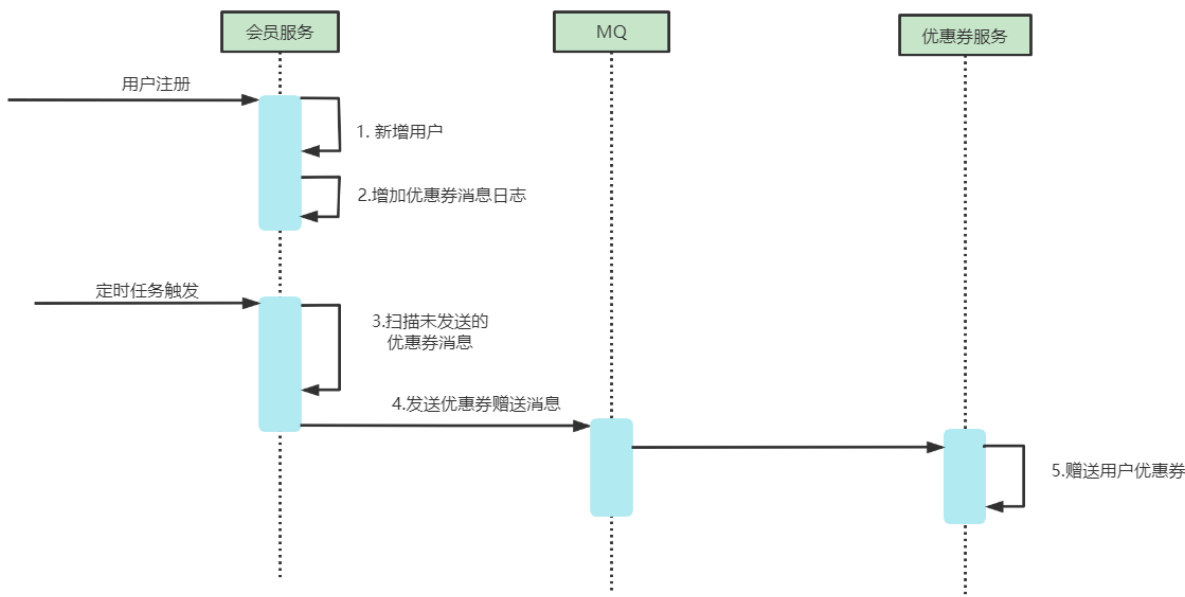 会员服务
MQ
优惠券服务
用户注册
1. 新增用户
2.增加优惠券消息日志
定时任务触发
3.扫描未发送的
优惠券消息
4.发送优惠券赠送消息
5.赠送用户优惠券